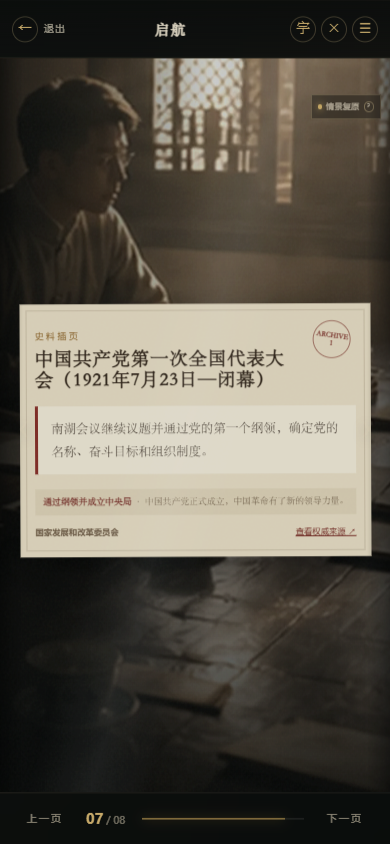 ← 退出
启航
字 × ☰
情景复原 ?
史料插页
ARCHIVE
1
中国共产党第一次全国代表大
会（1921年7月23日—闭幕）
南湖会议继续议题并通过党的第一个纲领，确定党的
名称、奋斗目标和组织制度。
通过纲领并成立中央局 · 中国共产党正式成立，中国革命有了新的领导力量。
国家发展和改革委员会
查看权威来源 ↗
上一页
07 / 08
下一页